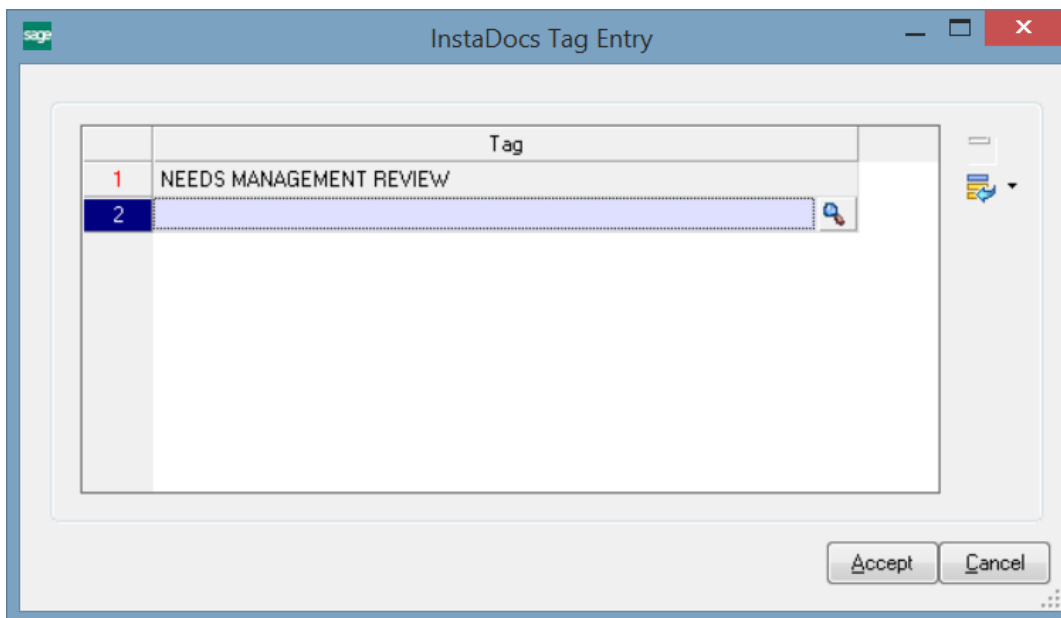 sage
InstaDocs Tag Entry
Tag
1 NEEDS MANAGEMENT REVIEW
2
Accept Cancel